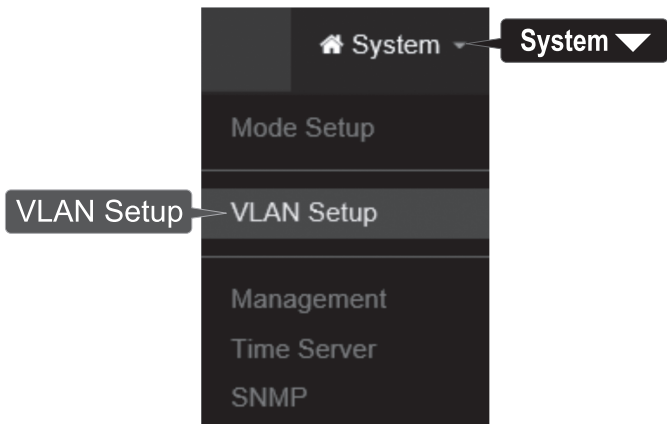 System
System
Mode Setup
VLAN Setup
VLAN Setup
Management
Time Server
SNMP